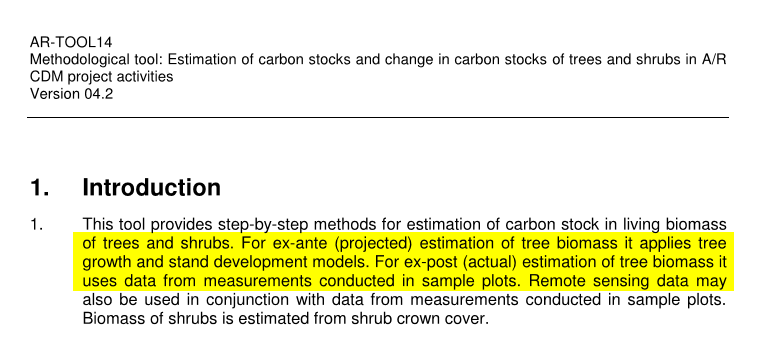 AR-TOOL14
Methodological tool: Estimation of carbon stocks and change in carbon stocks of trees and shrubs in A/R
CDM project activities
Version 04.2
1. Introduction
1. This tool provides step-by-step methods for estimation of carbon stock in living biomass
of trees and shrubs. For ex-ante (projected) estimation of tree biomass it applies tree
growth and stand development models. For ex-post (actual) estimation of tree biomass it
uses data from measurements conducted in sample plots. Remote sensing data may
also be used in conjunction with data from measurements conducted in sample plots.
Biomass of shrubs is estimated from shrub crown cover.